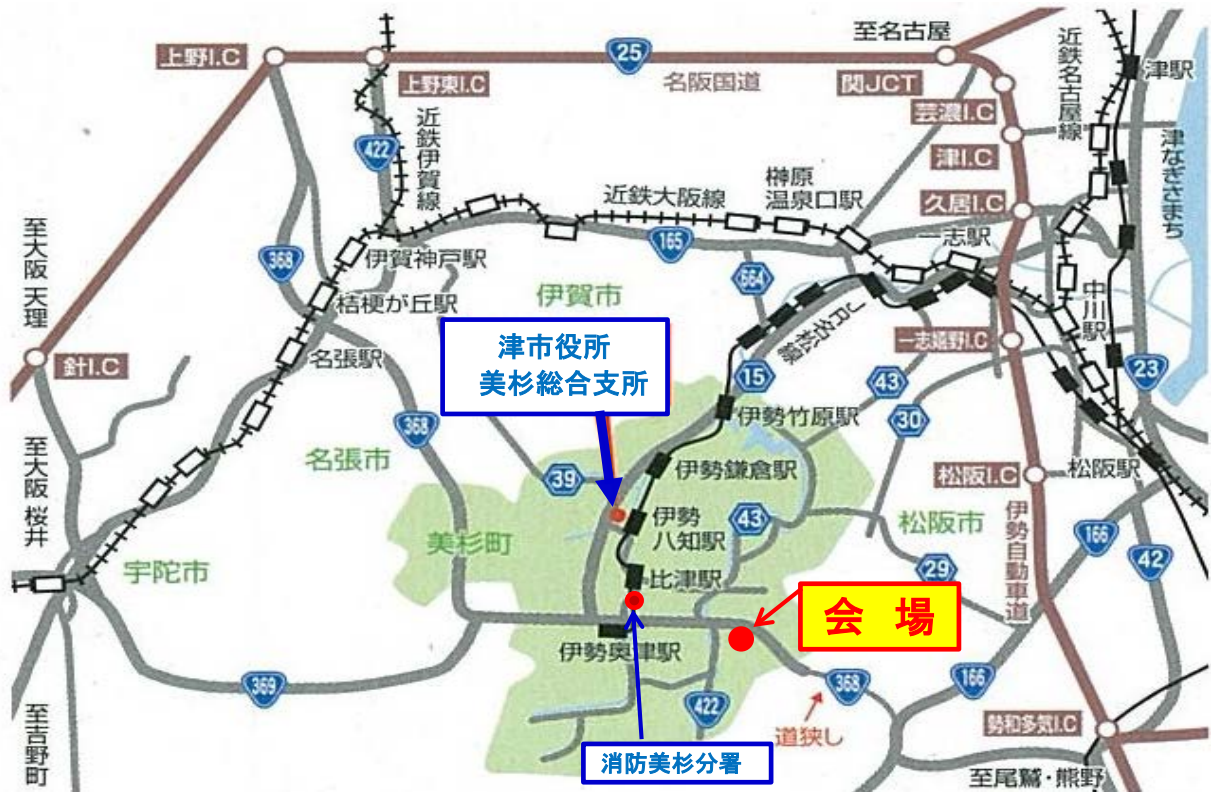 上野I.C
上野東I.C
25
名阪国道
至名古屋
関JCT
近鉄名古屋線
津駅
芸濃I.C
津I.C
津なぎさまち
422
近鉄伊賀線
近鉄大阪線
榊原
温泉口駅
久居I.C
一志駅
165
664
至大阪 天理
368
伊賀神戸駅
桔梗が丘駅
伊賀市
中川駅
JR名松線
名張駅
針I.C
津市役所
美杉総合支所
一志嬉野I.C
15
43
30
23
伊勢竹原駅
368
名張市
39
伊勢鎌倉駅
松阪I.C
松阪駅
至大阪 桜井
美杉町
伊勢
八知駅
43
松阪市
伊勢自動車道
166
42
宇陀市
比津駅
29
会 場
伊勢奥津駅
369
422
368
166
道狭し
勢和多気I.C
至吉野町
消防美杉分署
至尾鷲・熊野